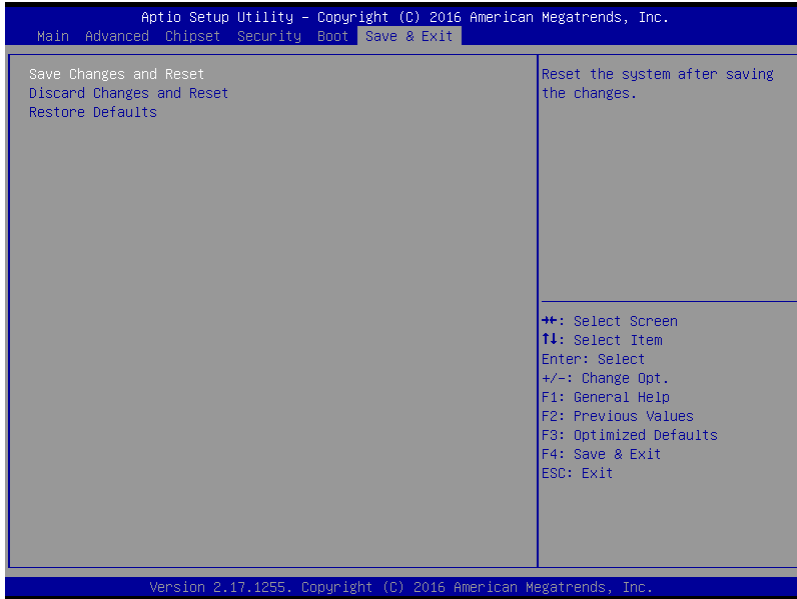 Aptio Setup Utility – Copyright (C) 2016 American Megatrends, Inc.
Main Advanced Chipset Security Boot Save & Exit
Save Changes and Reset
Discard Changes and Reset
Restore Defaults
Reset the system after saving
the changes.
→←: Select Screen
↑↓: Select Item
Enter: Select
+/-: Change Opt.
F1: General Help
F2: Previous Values
F3: Optimized Defaults
F4: Save & Exit
ESC: Exit
Version 2.17.1255. Copyright (C) 2016 American Megatrends, Inc.